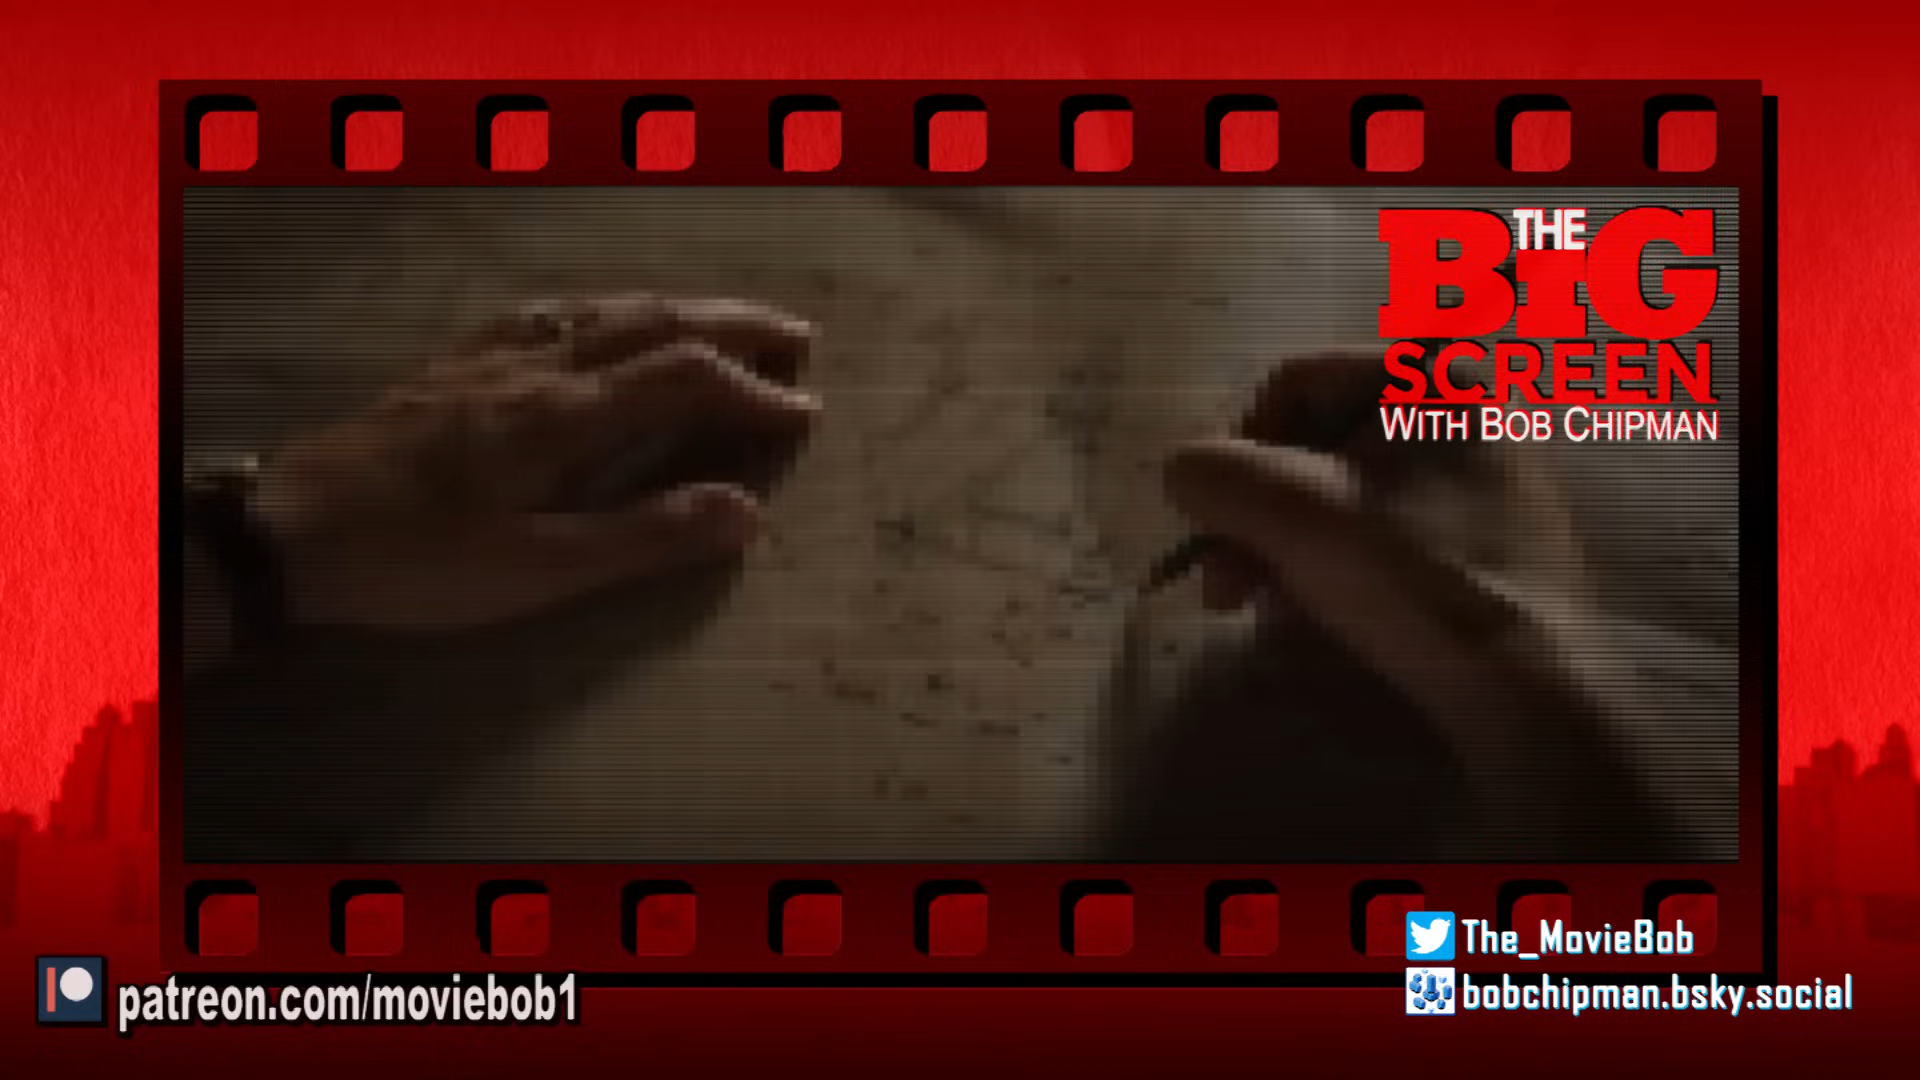 THE
BIG
SCREEN
WITH BOB CHIPMAN
The_MovieBob
bobchipman.bsky.social
patreon.com/moviebob1